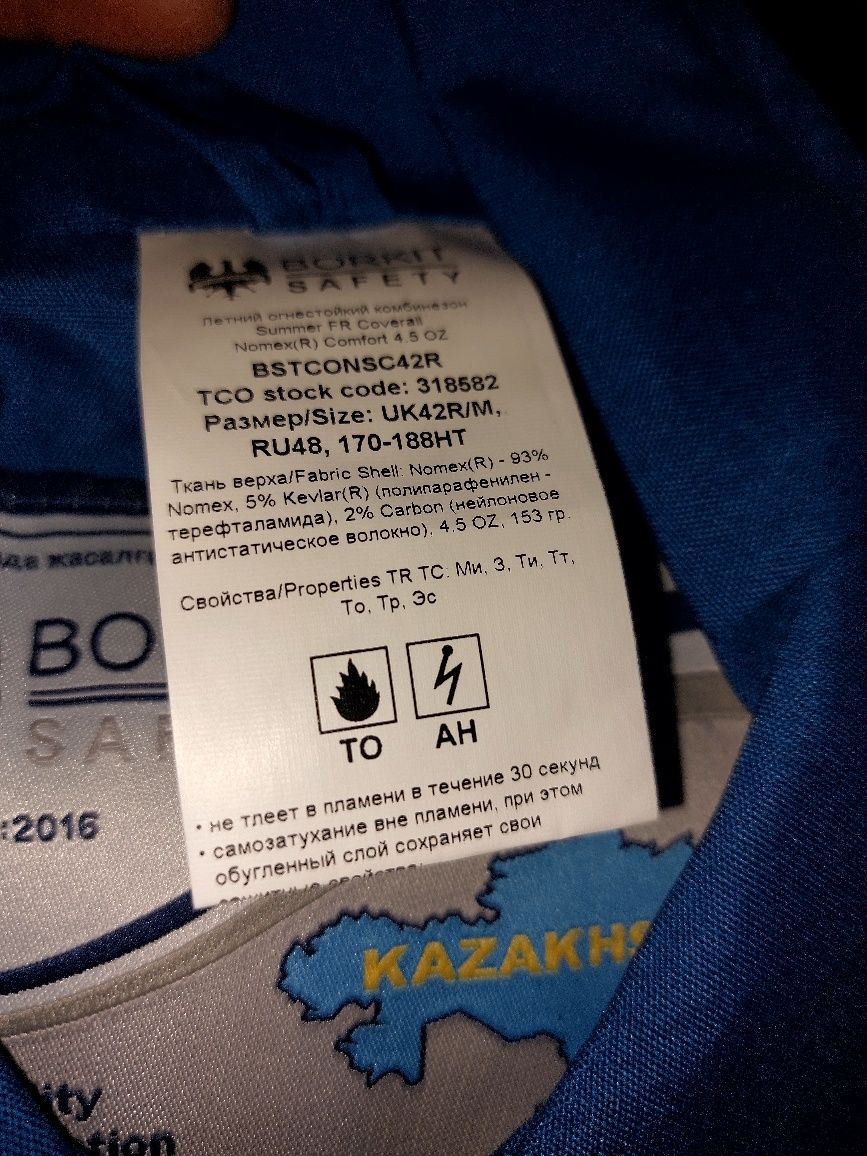 BORKIT
SAFETY
Летний огнестойкий комбинезон
Summer FR Coverall
Nomex(R) Comfort 4.5 OZ
BSTCONSC42R
TCO stock code: 318582
Размер/Size: UK42R/M,
RU48, 170-188HT
Ткань верха/Fabric Shell: Nomex(R) - 93%
Nomex, 5% Kevlar(R) (полипарафенилен -
терефталамида), 2% Carbon (нейлоновое
антистатическое волокно), 4.5 OZ, 153 гр.
Свойства/Properties TR TC: Ми, З, Ти, Тт,
То, Тр, Эс
ТО АН
• не тлеет в пламени в течение 30 секунд
• самозатухание вне пламени, при этом
обугленный слой сохраняет свои
BO
SAF
:2016
KAZAKHS
ity
tion